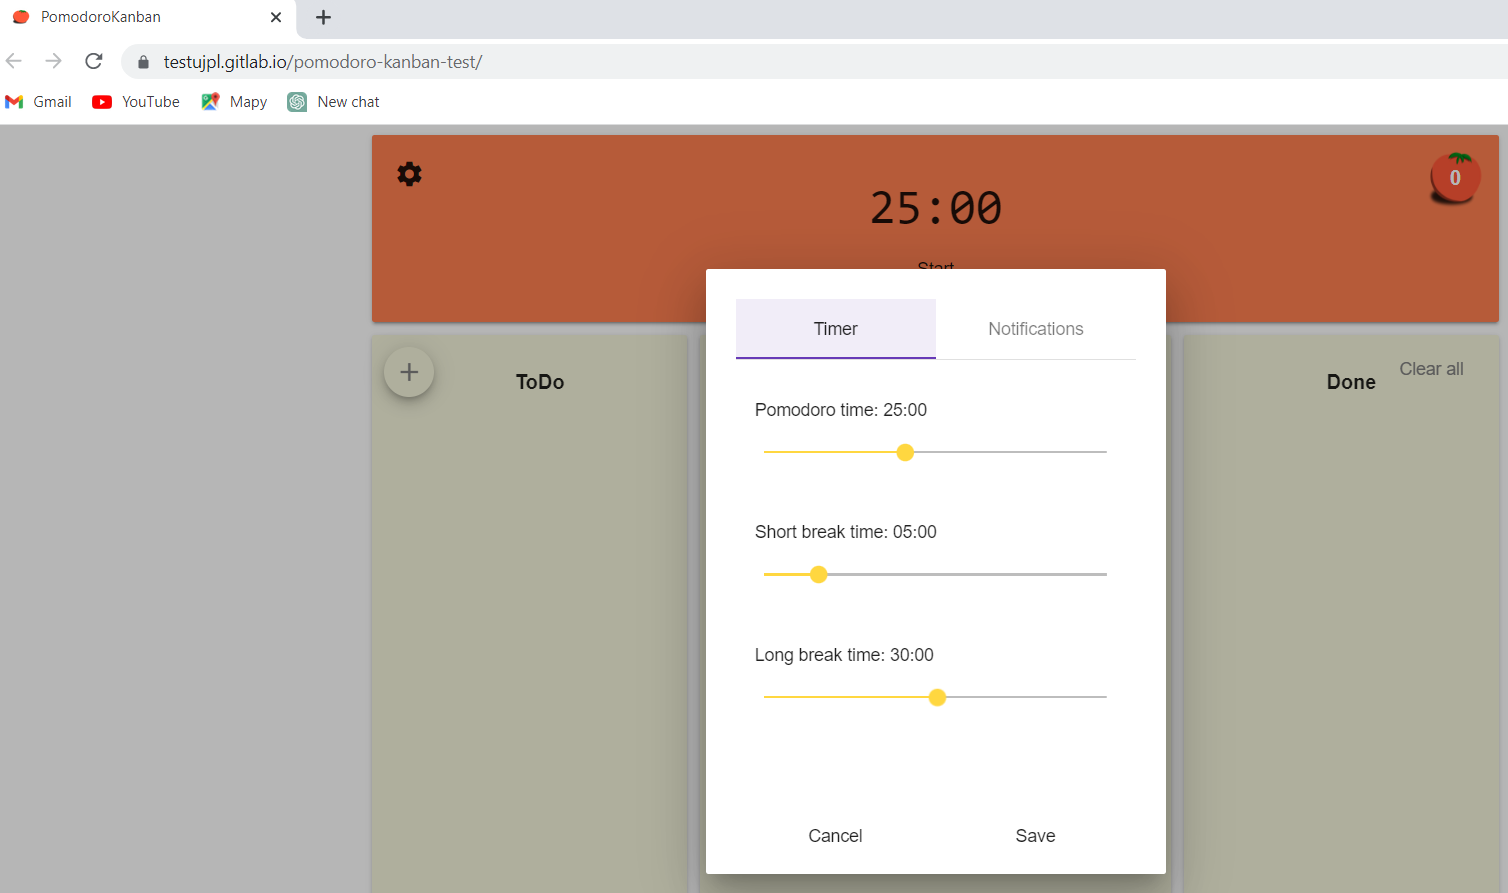 PomodoroKanban
testujpl.gitlab.io/pomodoro-kanban-test/
Gmail YouTube Mapy New chat
25:00
0
Start
Timer Notifications
ToDo
Done
Clear all
Pomodoro time: 25:00
Short break time: 05:00
Long break time: 30:00
Cancel Save